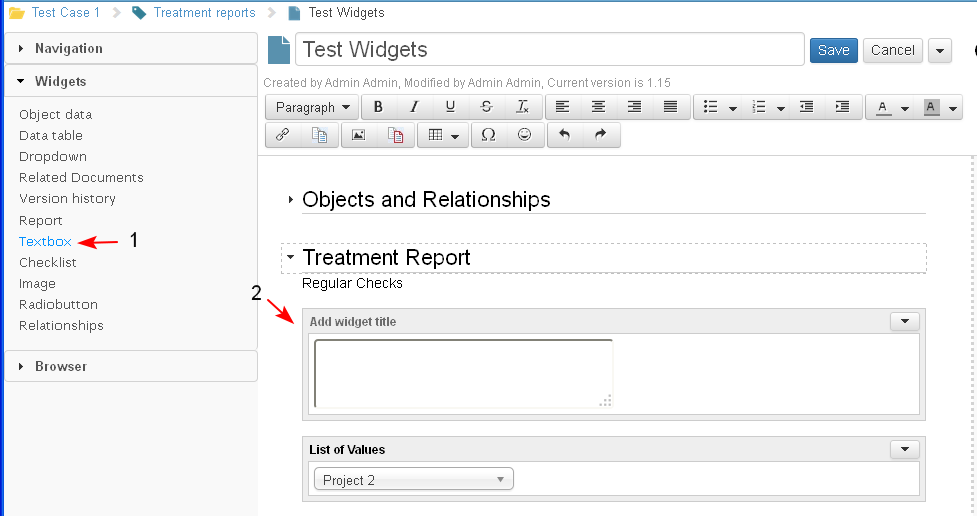 Test Case 1 Treatment reports Test Widgets
Navigation
Widgets
Object data
Data table
Dropdown
Related Documents
Version history
Report
Textbox 1
Checklist
Image
Radiobutton
Relationships
Browser
Test Widgets Save Cancel
Created by Admin Admin, Modified by Admin Admin, Current version is 1.15
Paragraph B I U S Tx A A
Ω
Objects and Relationships
Treatment Report
Regular Checks
2
Add widget title
List of Values
Project 2